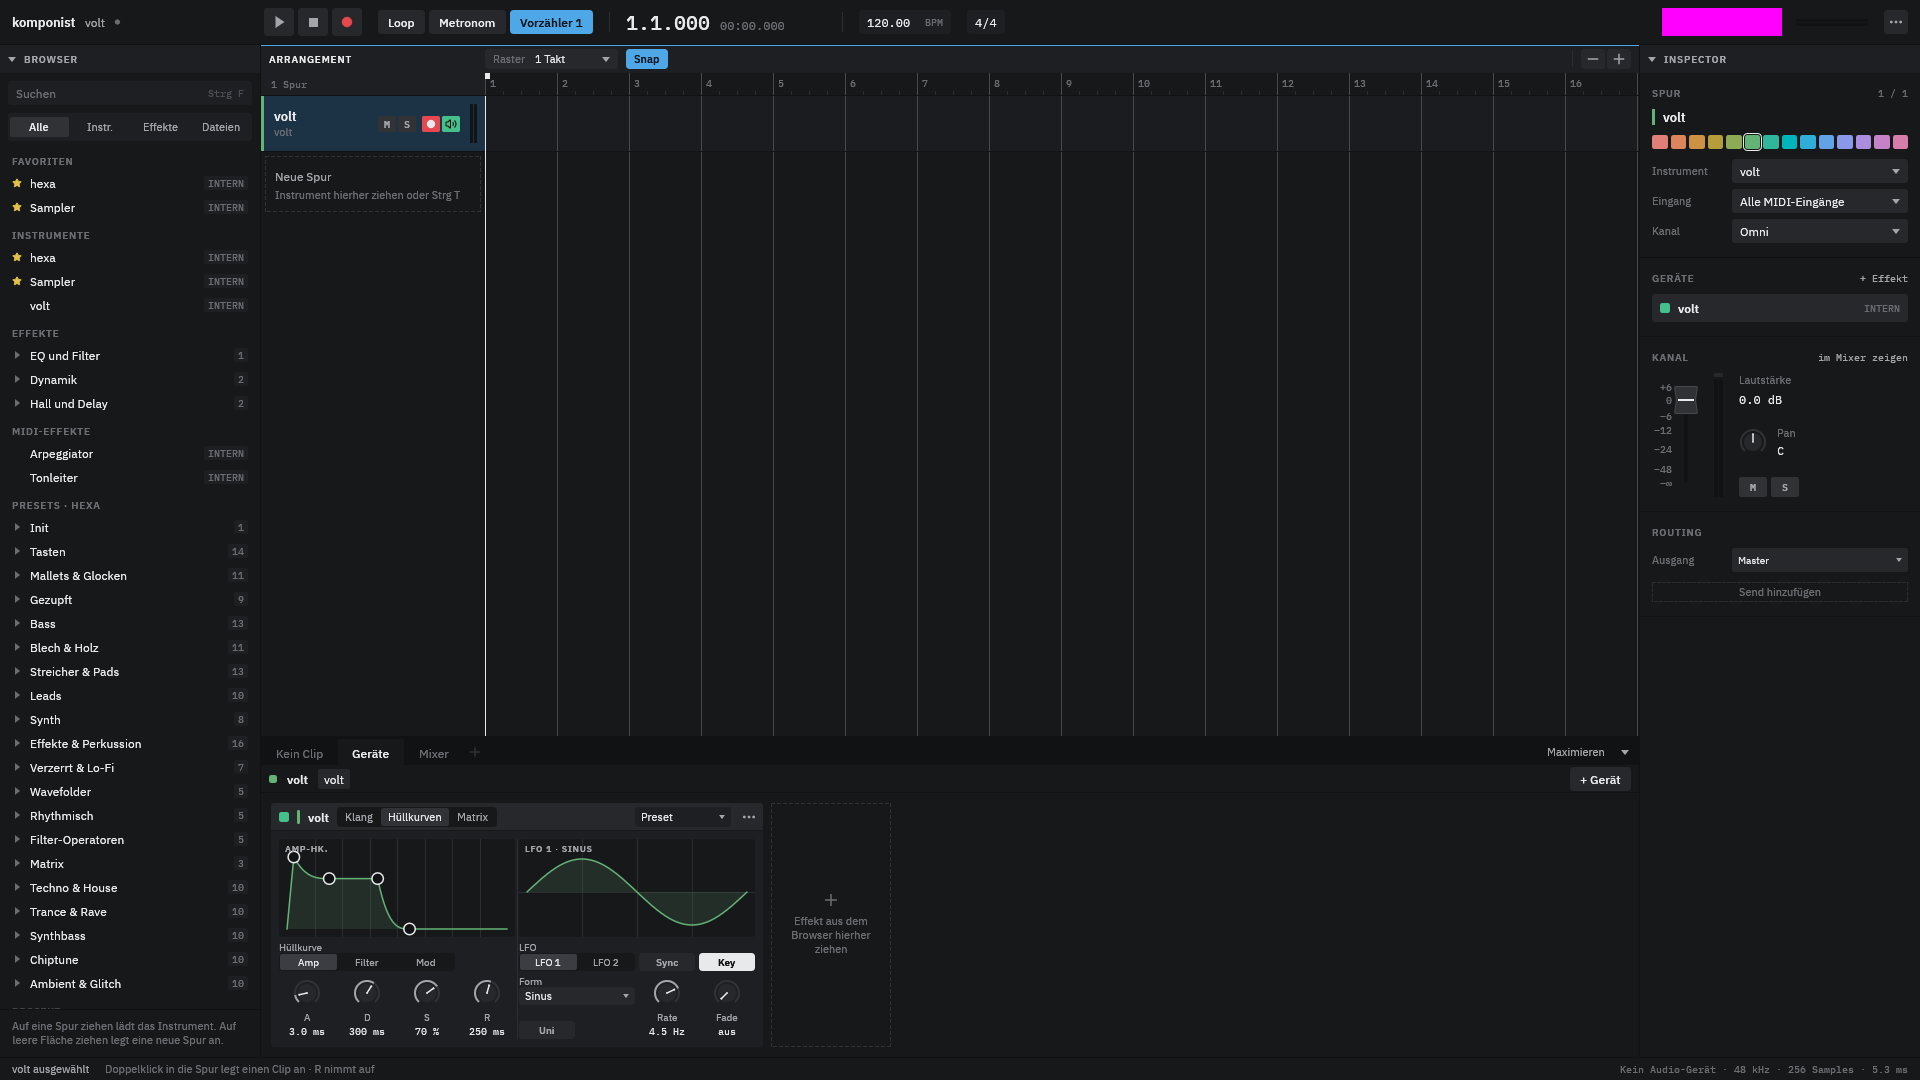 komponist volt
Loop Metronom Vorzähler 1 1.1.000 00:00.000 120.00 BPM 4/4
BROWSER
Suchen Strg F
Alle Instr. Effekte Dateien
FAVORITEN
hexa INTERN
Sampler INTERN
INSTRUMENTE
hexa INTERN
Sampler INTERN
volt INTERN
EFFEKTE
EQ und Filter 1
Dynamik 2
Hall und Delay 2
MIDI-EFFEKTE
Arpeggiator INTERN
Tonleiter INTERN
PRESETS · HEXA
Init 1
Tasten 14
Mallets & Glocken 11
Gezupft 9
Bass 13
Blech & Holz 11
Streicher & Pads 13
Leads 10
Synth 8
Effekte & Perkussion 16
Verzerrt & Lo-Fi 7
Wavefolder 5
Rhythmisch 5
Filter-Operatoren 5
Matrix 3
Techno & House 10
Trance & Rave 10
Synthbass 10
Chiptune 10
Ambient & Glitch 10
Auf eine Spur ziehen lädt das Instrument. Auf
leere Fläche ziehen legt eine neue Spur an.
ARRANGEMENT Raster 1 Takt Snap
1 Spur 1 2 3 4 5 6 7 8 9 10 11 12 13 14 15 16
volt M S
volt
Neue Spur
Instrument hierher ziehen oder Strg T
Kein Clip Geräte Mixer Maximieren
volt volt + Gerät
volt Klang Hüllkurven Matrix Preset
AMP-HK. LFO 1 · SINUS
Hüllkurve LFO
Amp Filter Mod LFO 1 LFO 2 Sync Key
Form
Sinus
A D S R Rate Fade
3.0 ms 300 ms 70 % 250 ms Uni 4.5 Hz aus
Effekt aus dem
Browser hierher
ziehen
INSPECTOR
SPUR 1 / 1
volt
Instrument volt
Eingang Alle MIDI-Eingänge
Kanal Omni
GERÄTE + Effekt
volt INTERN
KANAL im Mixer zeigen
+6
0
−6
−12
−24
−48
−∞
Lautstärke
0.0 dB
Pan
C
M S
ROUTING
Ausgang Master
Send hinzufügen
volt ausgewählt Doppelklick in die Spur legt einen Clip an · R nimmt auf
Kein Audio-Gerät · 48 kHz · 256 Samples · 5.3 ms